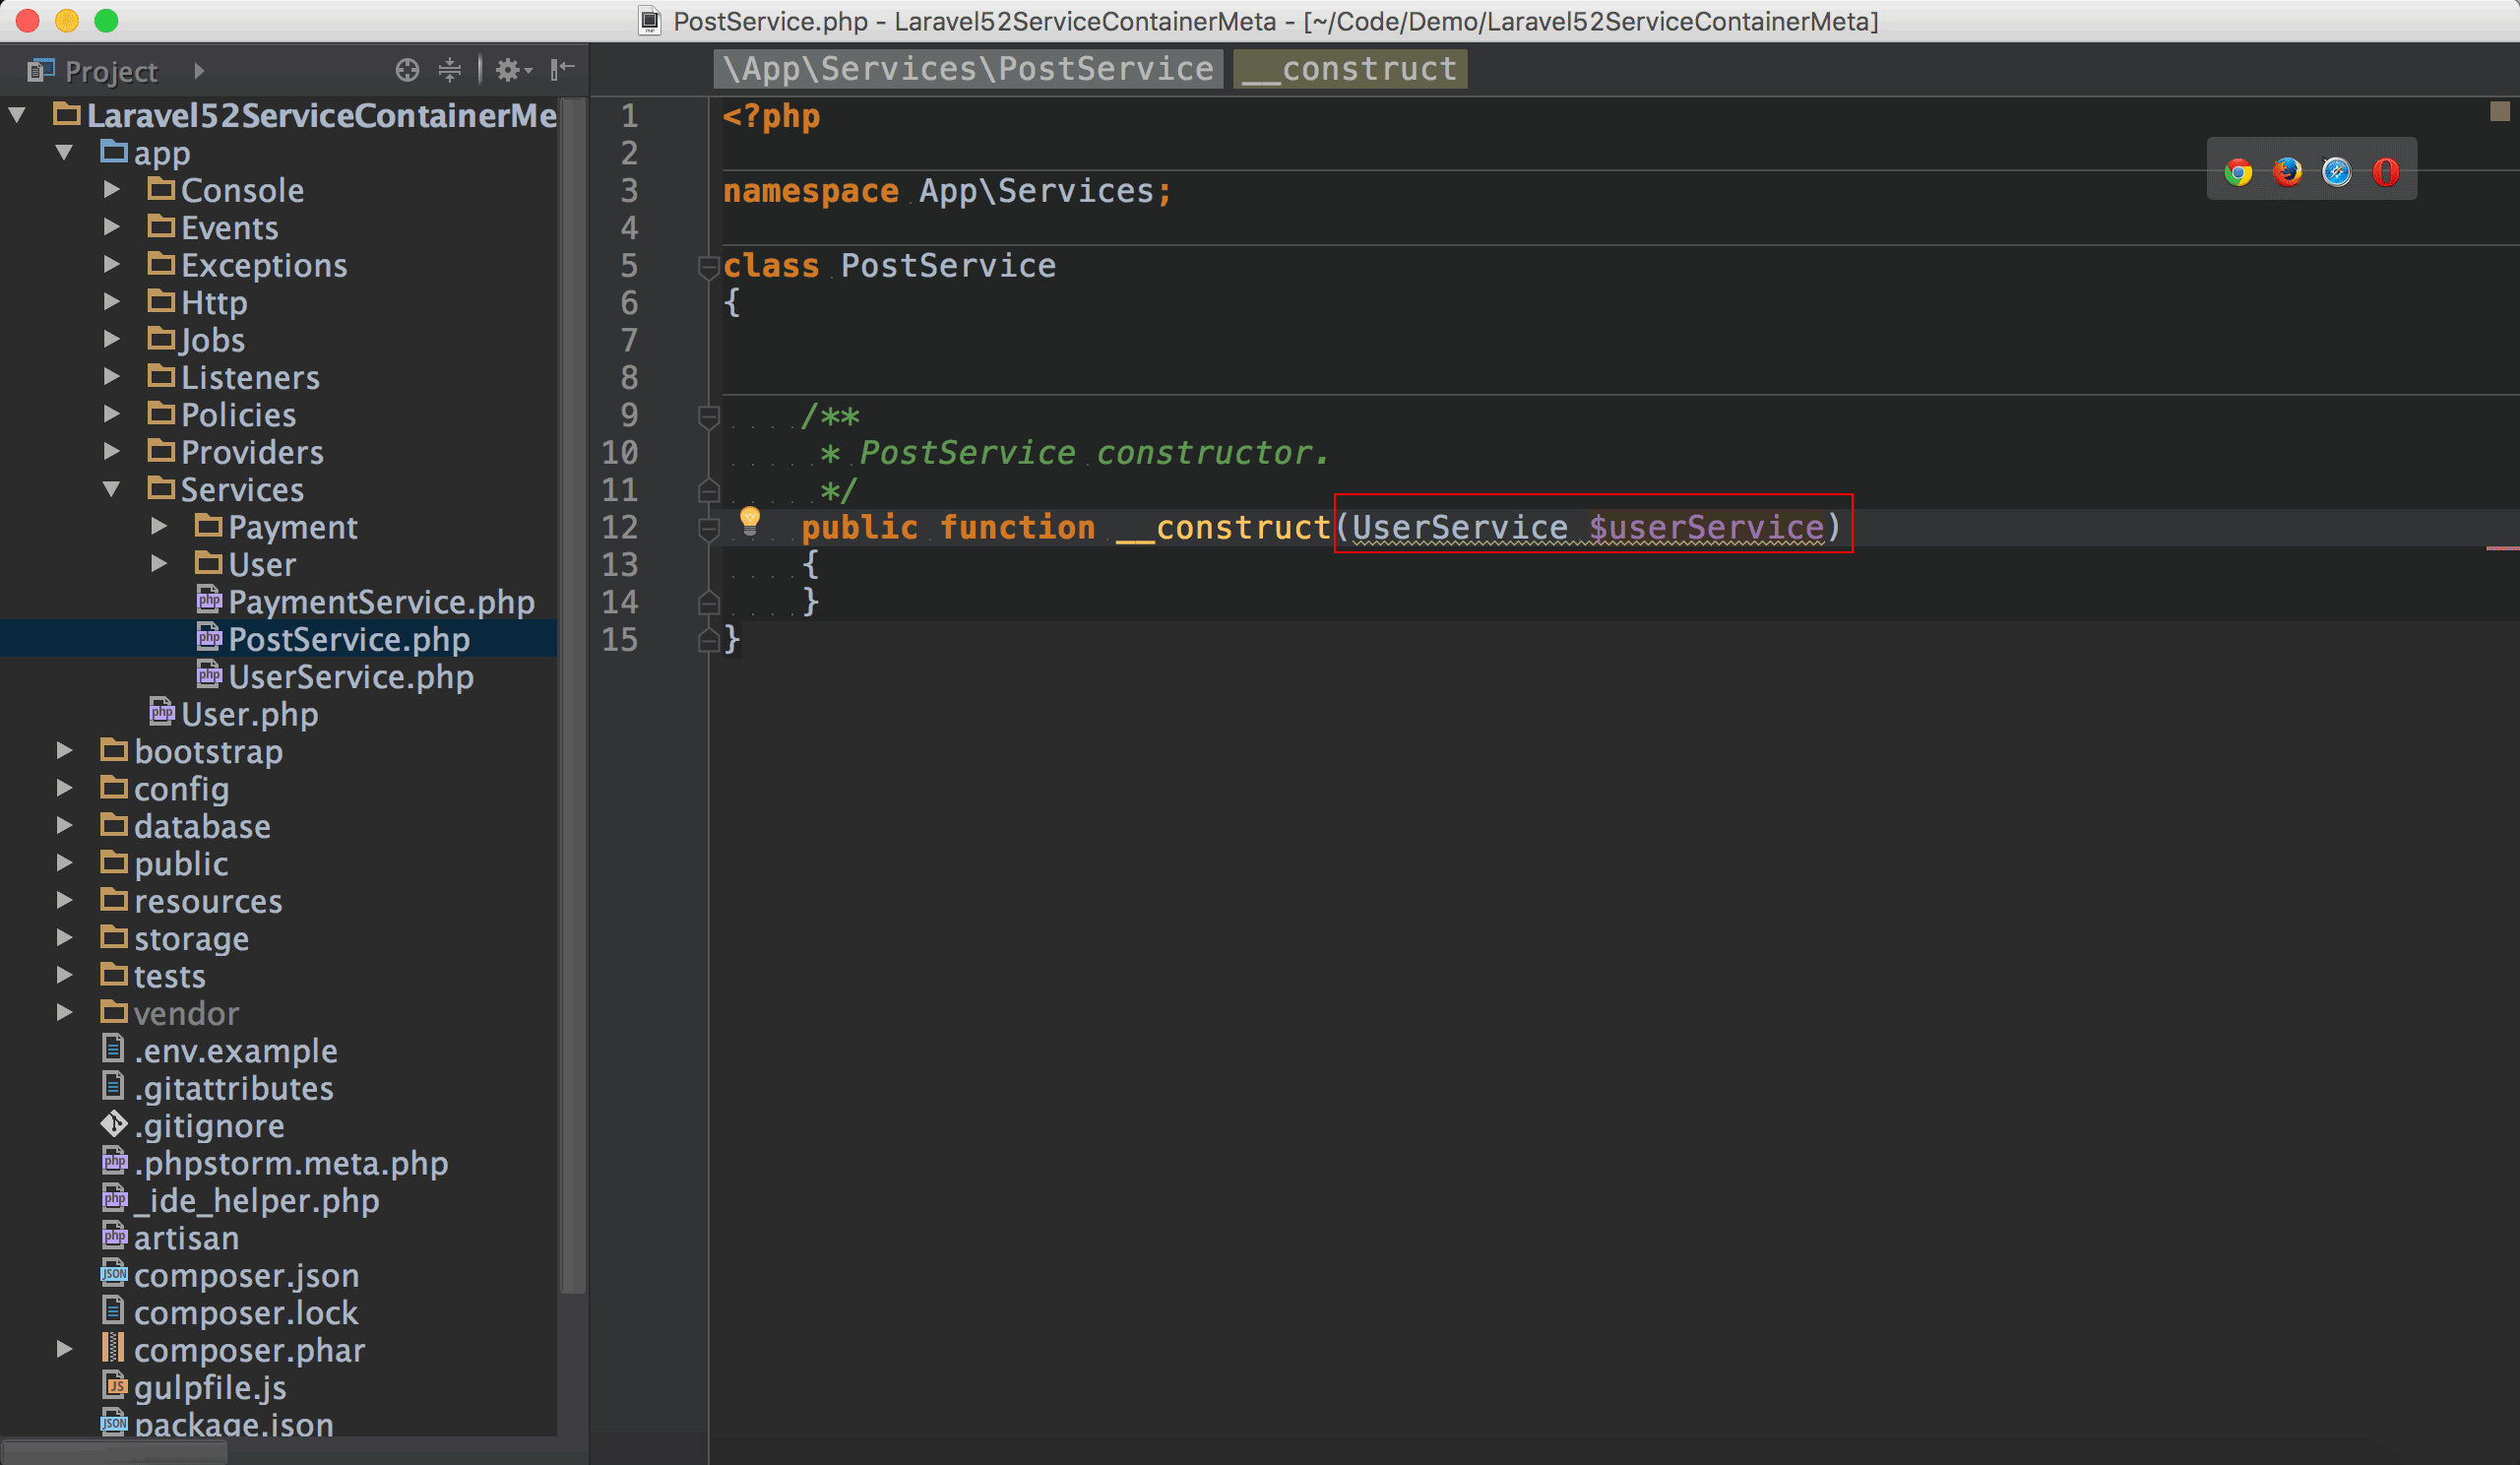 PostService.php - Laravel52ServiceContainerMeta - [~/Code/Demo/Laravel52ServiceContainerMeta]
Project
\App\Services\PostService __construct
Laravel52ServiceContainerMe
app
Console
Events
Exceptions
Http
Jobs
Listeners
Policies
Providers
Services
Payment
User
PaymentService.php
PostService.php
UserService.php
User.php
bootstrap
config
database
public
resources
storage
tests
vendor
.env.example
.gitattributes
.gitignore
.phpstorm.meta.php
_ide_helper.php
artisan
composer.json
composer.lock
composer.phar
gulpfile.js
package.json
1 <?php
2
3 namespace App\Services;
4
5 class PostService
6 {
7
8
9 /**
10 * PostService constructor.
11 */
12 public function __construct(UserService $userService)
13 {
14 }
15 }